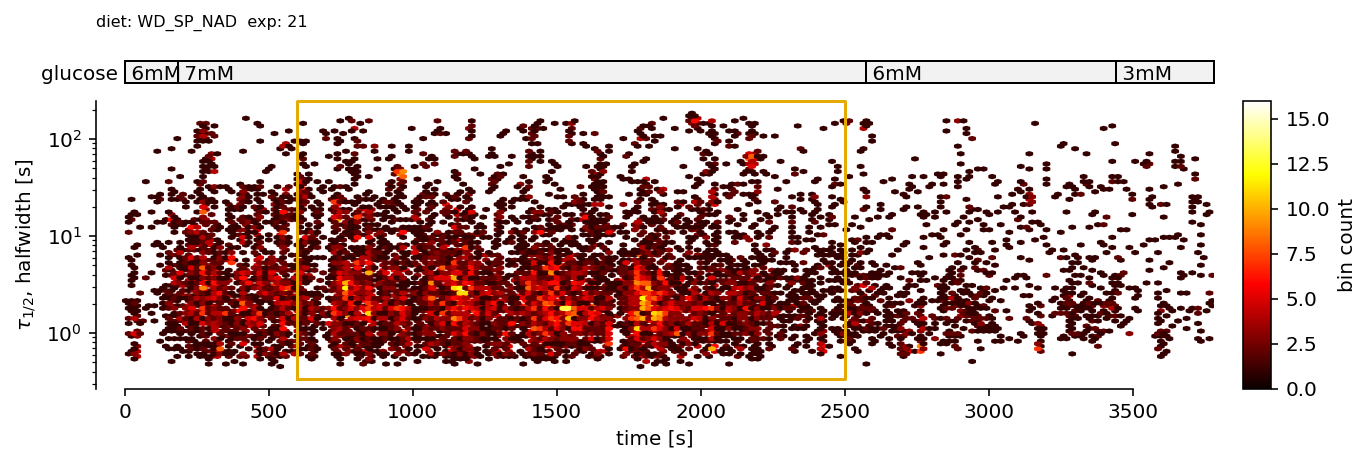 diet: WD_SP_NAD  exp: 21
glucose 6mM 7mM 6mM 3mM
10² 10¹ 10⁰
τ1/2, halfwidth [s]
0 500 1000 1500 2000 2500 3000 3500
time [s]
15.0
12.5
10.0
7.5
5.0
2.5
0.0
bin count